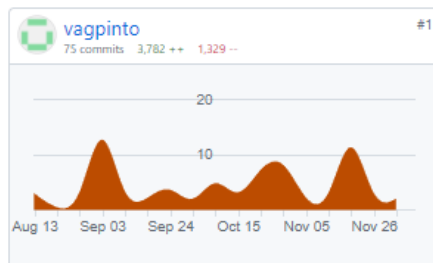 vagpinto
#1
75 commits 3,782 ++ 1,329 --
20
10
Aug 13 Sep 03 Sep 24 Oct 15 Nov 05 Nov 26